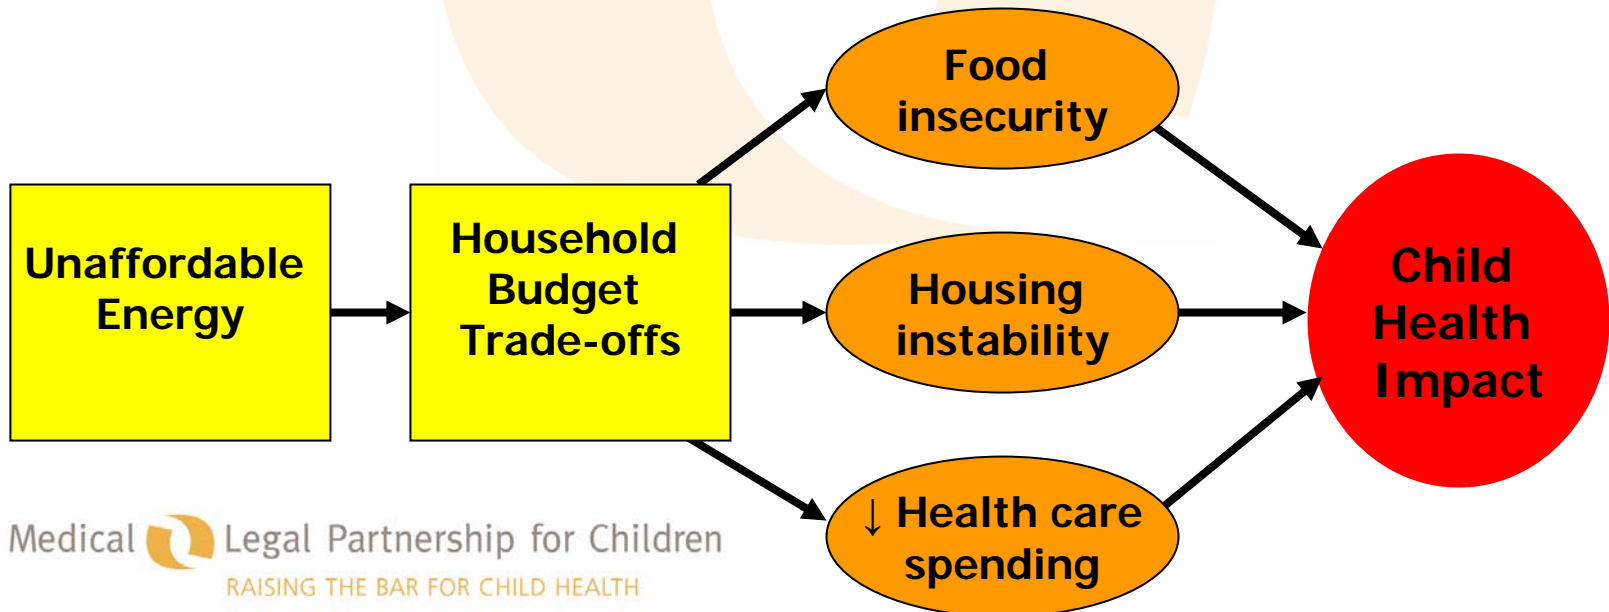 Unaffordable
Energy
Household
Budget
Trade-offs
Food
insecurity
Housing
instability
↓ Health care
spending
Child
Health
Impact
Medical Legal Partnership for Children
RAISING THE BAR FOR CHILD HEALTH